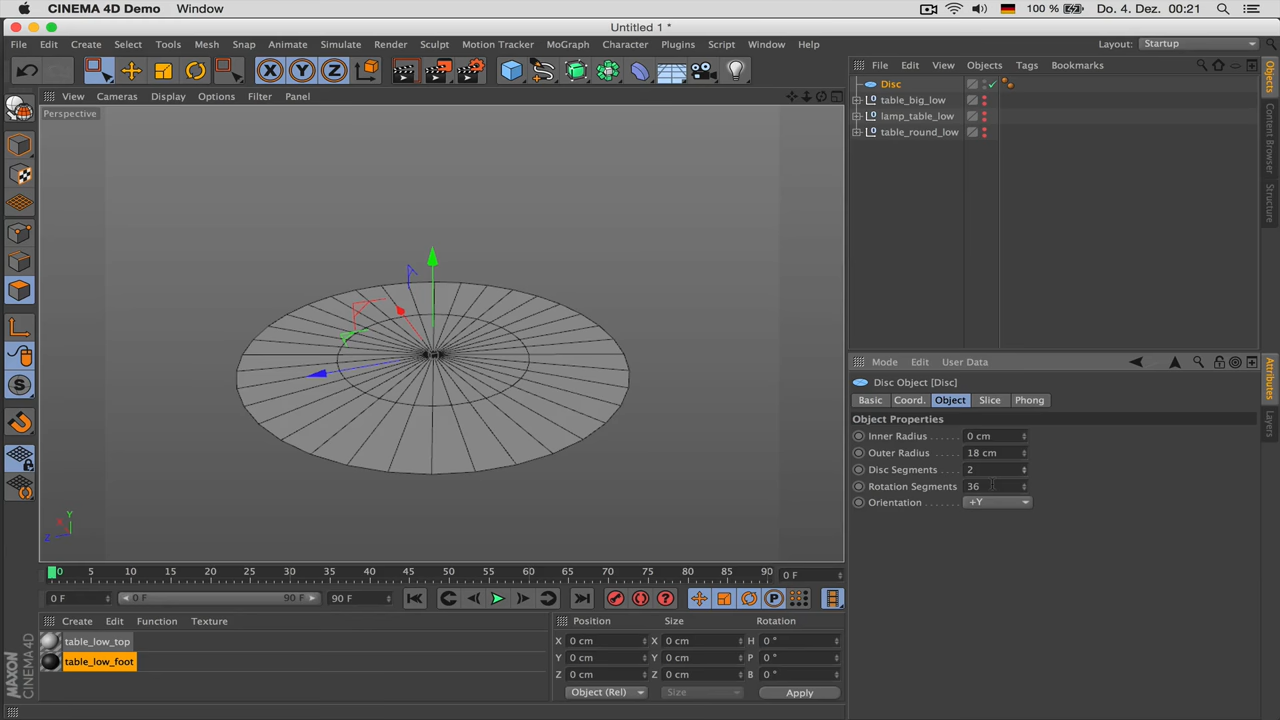 CINEMA 4D Demo Window 100 % Do. 4. Dez. 00:21
Untitled 1 *
File Edit Create Select Tools Mesh Snap Animate Simulate Render Sculpt Motion Tracker MoGraph Character Plugins Script Window Help Layout: Startup
X Y Z
File Edit View Objects Tags Bookmarks
View Cameras Display Options Filter Panel
Perspective
Disc
table_big_low
lamp_table_low
table_round_low
Objects
Content Browser
Structure
Mode Edit User Data
Disc Object [Disc]
Basic Coord. Object Slice Phong
Object Properties
Inner Radius 0 cm
Outer Radius 18 cm
Disc Segments 2
Rotation Segments 36
Orientation +Y
Attributes
Layers
Y
X
Z
S
0 5 10 15 20 25 30 35 40 45 50 55 60 65 70 75 80 85 90 0 F
0 F 0 F 90 F 90 F P
Create Edit Function Texture
table_low_top
table_low_foot
Position Size Rotation
X 0 cm X 0 cm H 0 °
Y 0 cm Y 0 cm P 0 °
Z 0 cm Z 0 cm B 0 °
Object (Rel) Size Apply
MAXON
CINEMA 4D